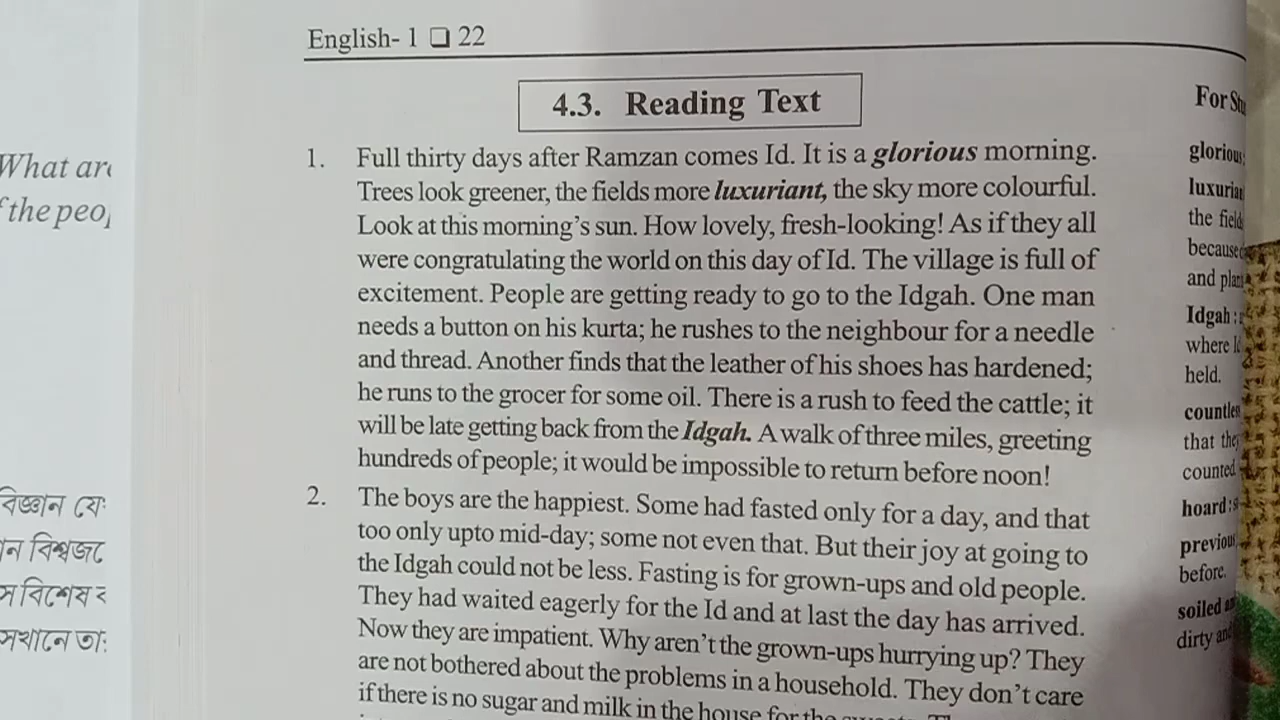 English- 1 ❑ 22
4.3. Reading Text
1. Full thirty days after Ramzan comes Id. It is a glorious morning.
Trees look greener, the fields more luxuriant, the sky more colourful.
Look at this morning's sun. How lovely, fresh-looking! As if they all
were congratulating the world on this day of Id. The village is full of
excitement. People are getting ready to go to the Idgah. One man
needs a button on his kurta; he rushes to the neighbour for a needle
and thread. Another finds that the leather of his shoes has hardened;
he runs to the grocer for some oil. There is a rush to feed the cattle; it
will be late getting back from the Idgah. A walk of three miles, greeting
hundreds of people; it would be impossible to return before noon!
2. The boys are the happiest. Some had fasted only for a day, and that
too only upto mid-day; some not even that. But their joy at going to
the Idgah could not be less. Fasting is for grown-ups and old people.
They had waited eagerly for the Id and at last the day has arrived.
Now they are impatient. Why aren't the grown-ups hurrying up? They
are not bothered about the problems in a household. They don't care
if there is no sugar and milk in the house for the
What are
the
বিজ্ঞান
For
glorious:
the
because
and
Idgah :
where
held.
that
counted
hoard :
before.
soiled
dirty and